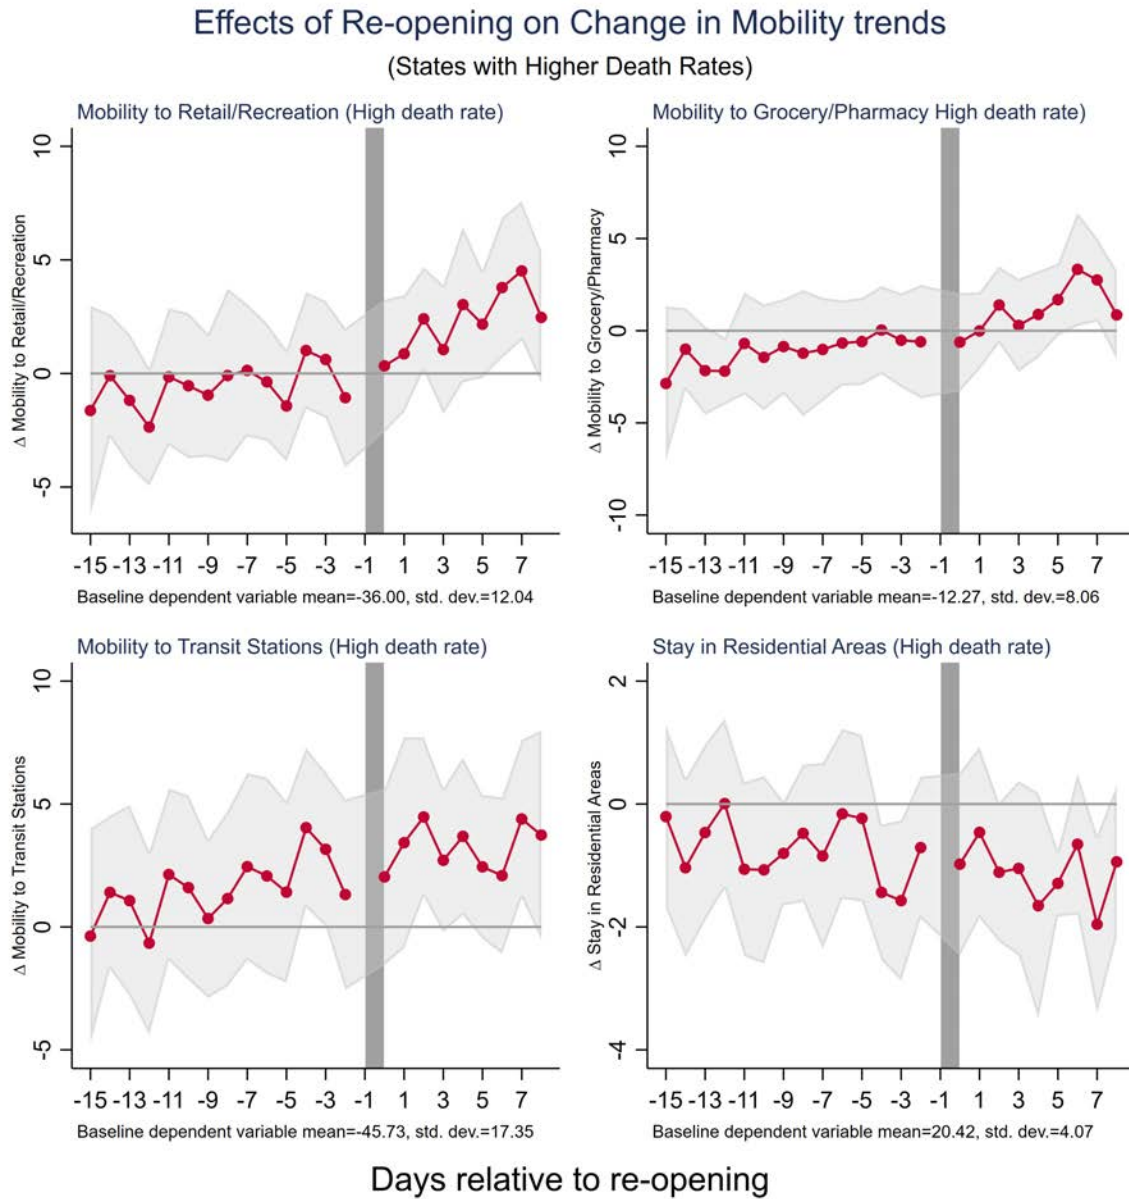 Effects of Re-opening on Change in Mobility trends
(States with Higher Death Rates)
Mobility to Retail/Recreation (High death rate)
Δ Mobility to Retail/Recreation
10
5
0
-5
-15 -13 -11 -9 -7 -5 -3 -1 1 3 5 7
Baseline dependent variable mean=-36.00, std. dev.=12.04
Mobility to Grocery/Pharmacy High death rate)
Δ Mobility to Grocery/Pharmacy
10
5
0
-5
-10
-15 -13 -11 -9 -7 -5 -3 -1 1 3 5 7
Baseline dependent variable mean=-12.27, std. dev.=8.06
Mobility to Transit Stations (High death rate)
Δ Mobility to Transit Stations
10
5
0
-5
-15 -13 -11 -9 -7 -5 -3 -1 1 3 5 7
Baseline dependent variable mean=-45.73, std. dev.=17.35
Stay in Residential Areas (High death rate)
Δ Stay in Residential Areas
2
0
-2
-4
-15 -13 -11 -9 -7 -5 -3 -1 1 3 5 7
Baseline dependent variable mean=20.42, std. dev.=4.07
Days relative to re-opening